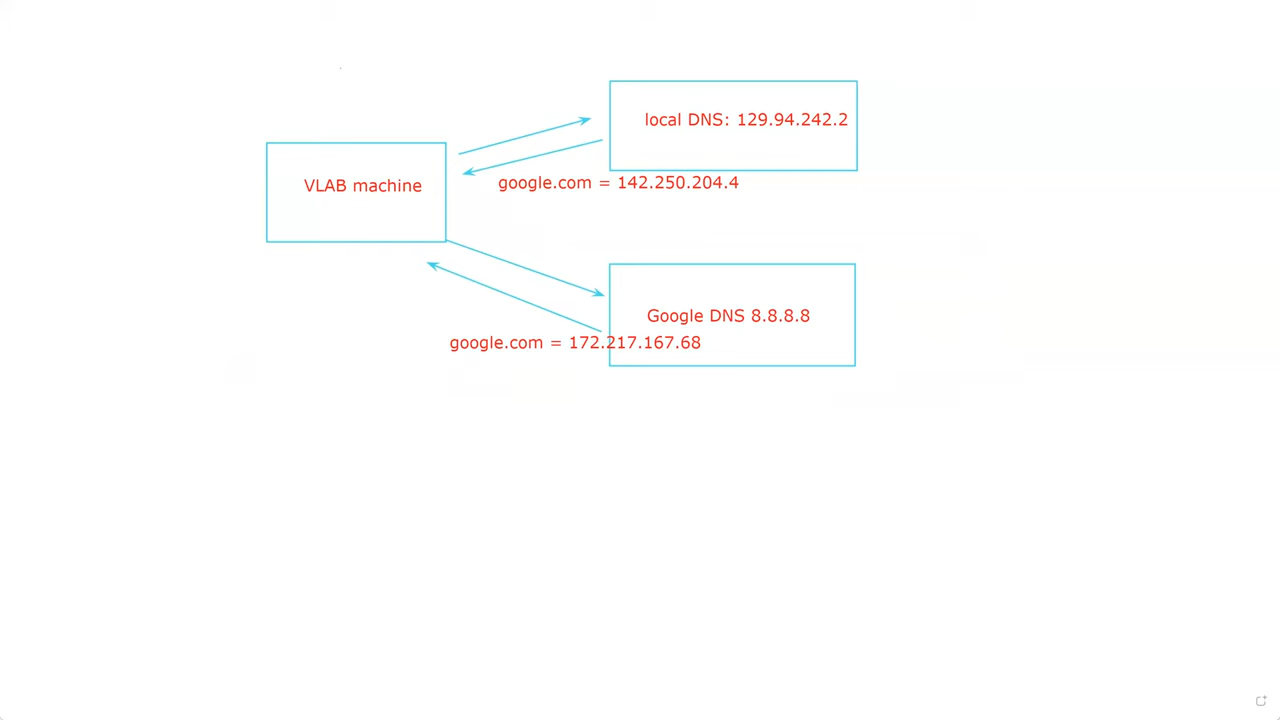 local DNS: 129.94.242.2
VLAB machine
google.com = 142.250.204.4
Google DNS 8.8.8.8
google.com = 172.217.167.68